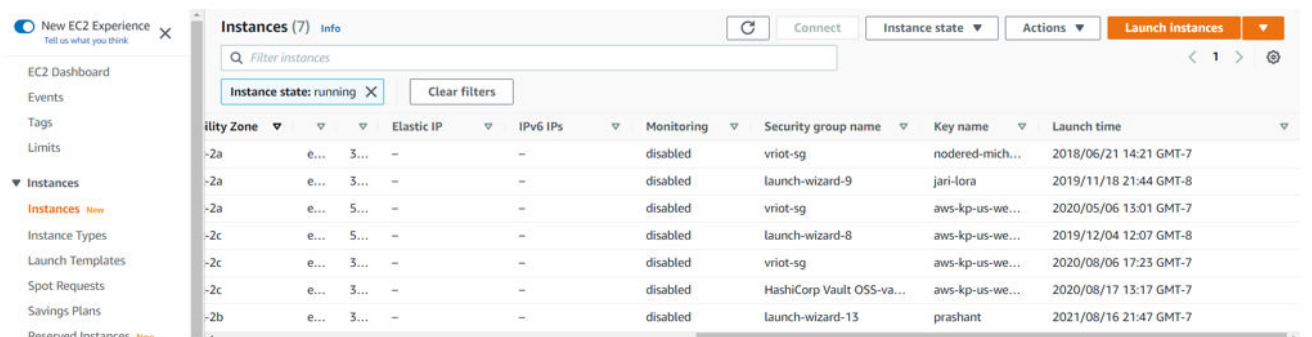 New EC2 Experience
Tell us what you think
EC2 Dashboard
Events
Tags
Limits
Instances
Instances New
Instance Types
Launch Templates
Spot Requests
Savings Plans
Reserved Instances New
Instances (7) Info
Connect Instance state Actions Launch instances
Filter instances
1
Instance state: running Clear filters
ility Zone Elastic IP IPv6 IPs Monitoring Security group name Key name Launch time
-2a e... 3... – – disabled vriot-sg nodered-mich... 2018/06/21 14:21 GMT-7
-2a e... 3... – – disabled launch-wizard-9 jari-lora 2019/11/18 21:44 GMT-8
-2a e... 5... – – disabled vriot-sg aws-kp-us-we... 2020/05/06 13:01 GMT-7
-2c e... 5... – – disabled launch-wizard-8 aws-kp-us-we... 2019/12/04 12:07 GMT-8
-2c e... 3... – – disabled vriot-sg aws-kp-us-we... 2020/08/06 17:23 GMT-7
-2c e... 3... – – disabled HashiCorp Vault OSS-va... aws-kp-us-we... 2020/08/17 13:17 GMT-7
-2b e... 3... – – disabled launch-wizard-13 prashant 2021/08/16 21:47 GMT-7